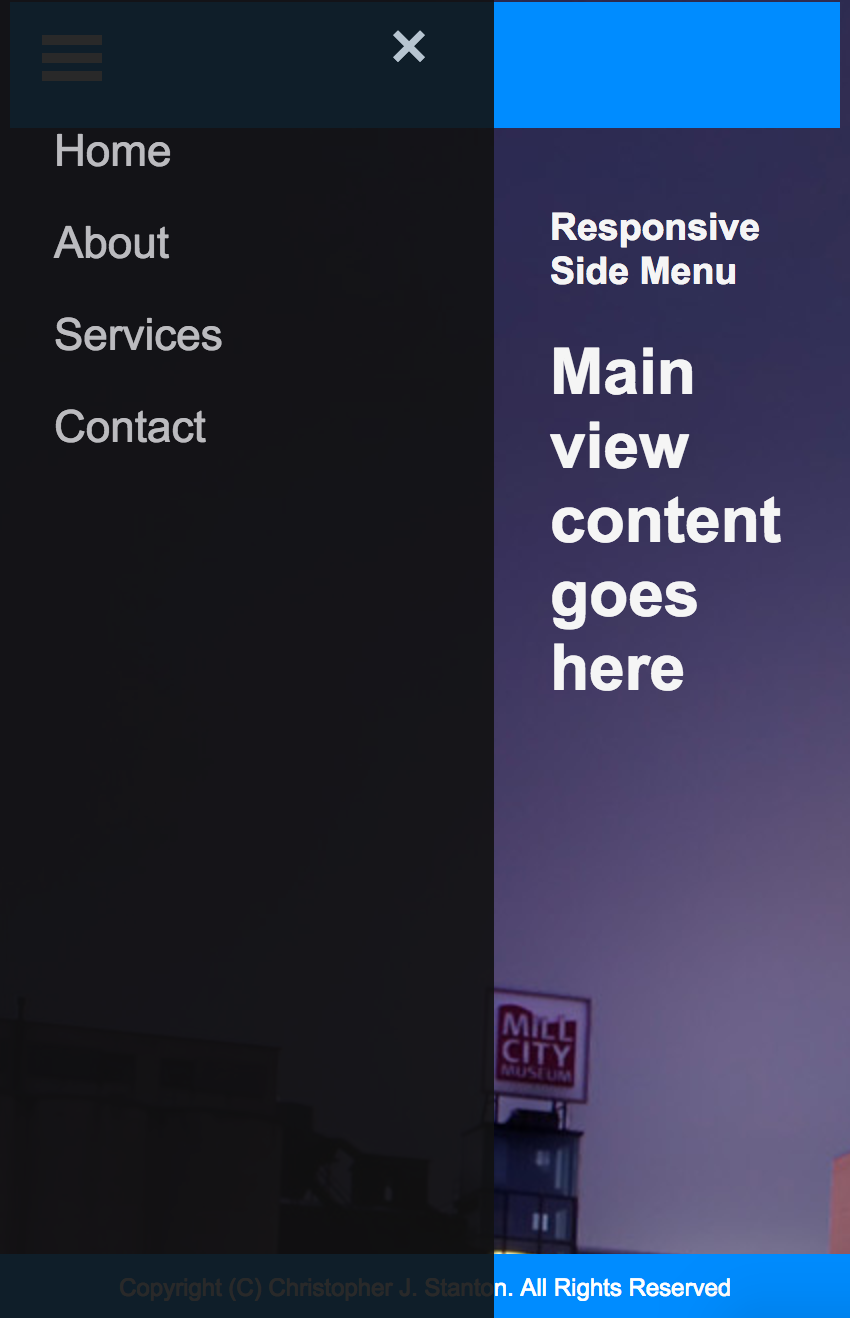 ×
Home
About
Services
Contact
Responsive
Side Menu
Main
view
content
goes
here
MILL
CITY
MUSEUM
Copyright (C) Christopher J. Stanton. All Rights Reserved